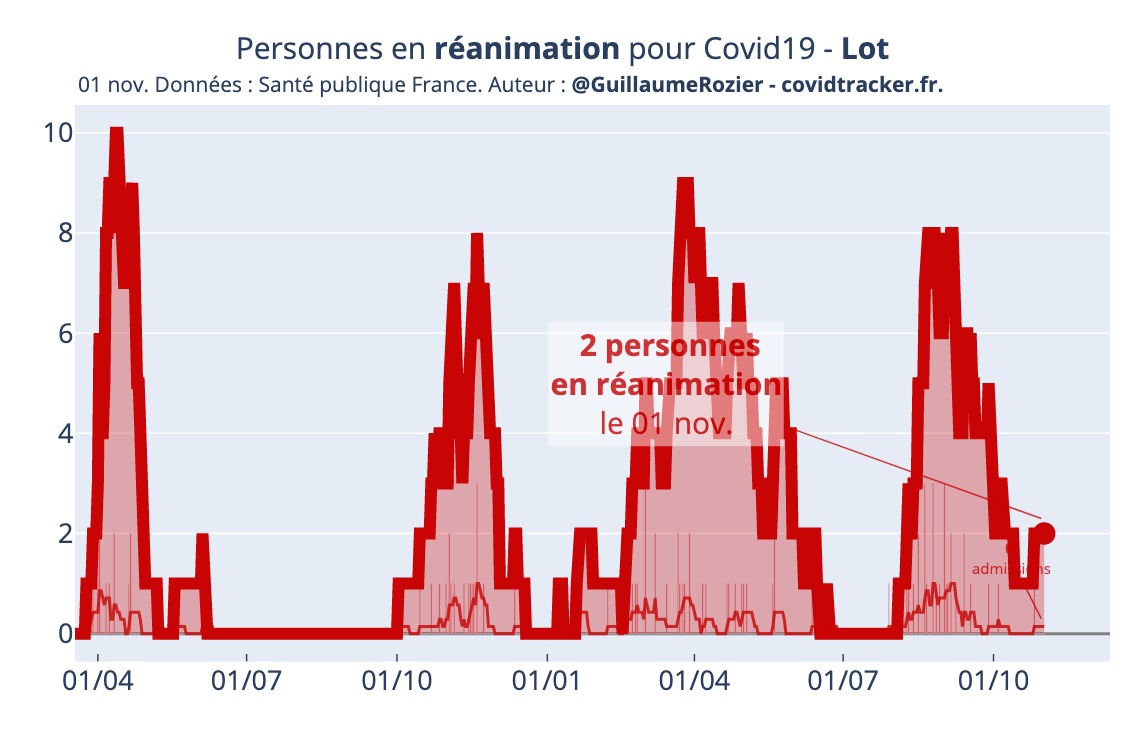 Personnes en réanimation pour Covid19 - Lot
01 nov. Données : Santé publique France. Auteur : @GuillaumeRozier - covidtracker.fr.
10
8
6
4
2
0
2 personnes
en réanimation
le 01 nov.
admissions
01/04 01/07 01/10 01/01 01/04 01/07 01/10